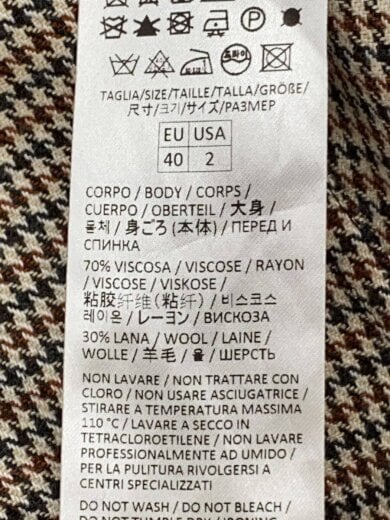 TAGLIA/SIZE/TAILLE/TALLA/GRÖßE/
尺寸/크기/サイズ/РАЗМЕР
EU USA
40 2
CORPO / BODY / CORPS /
CUERPO / OBERTEIL / 大身/
몸체 / 身ごろ (本体) / ПЕРЕД И
СПИНКА
70% VISCOSA / VISCOSE / RAYON
/ VISCOSE / VISKOSE /
粘胶纤维(粘纤) / 비스코스
레이온 / レーヨン / ВИСКОЗА
30% LANA / WOOL / LAINE /
WOLLE / 羊毛 / 울 / ШЕРСТЬ
NON LAVARE / NON TRATTARE CON
CLORO / NON USARE ASCIUGATRICE /
STIRARE A TEMPERATURA MASSIMA
110 °C / LAVARE A SECCO IN
TETRACLOROETILENE / NON LAVARE
PROFESSIONALMENTE AD UMIDO /
/ PER LA PULITURA RIVOLGERSI A
CENTRI SPECIALIZZATI
DO NOT WASH / DO NOT BLEACH /
DO NOT TUMBLE DRY / IRONING